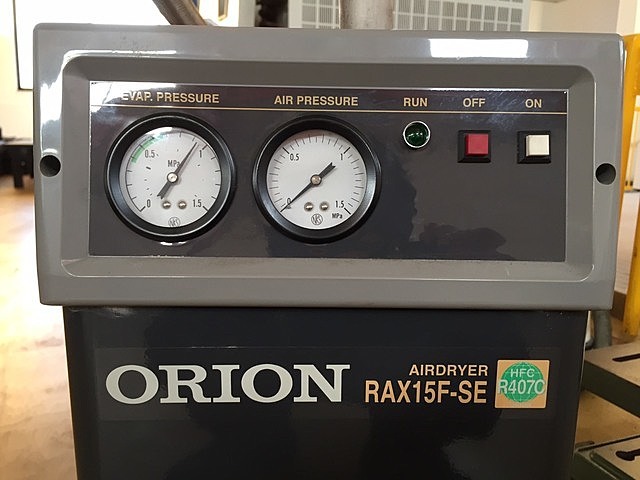 EVAP. PRESSURE
AIR PRESSURE
RUN
OFF
ON
0.5
1
MPa
0
1.5
0.5
1
0
1.5
MPa
NKS
ORION
AIRDRYER
RAX15F-SE
HFC
R407C